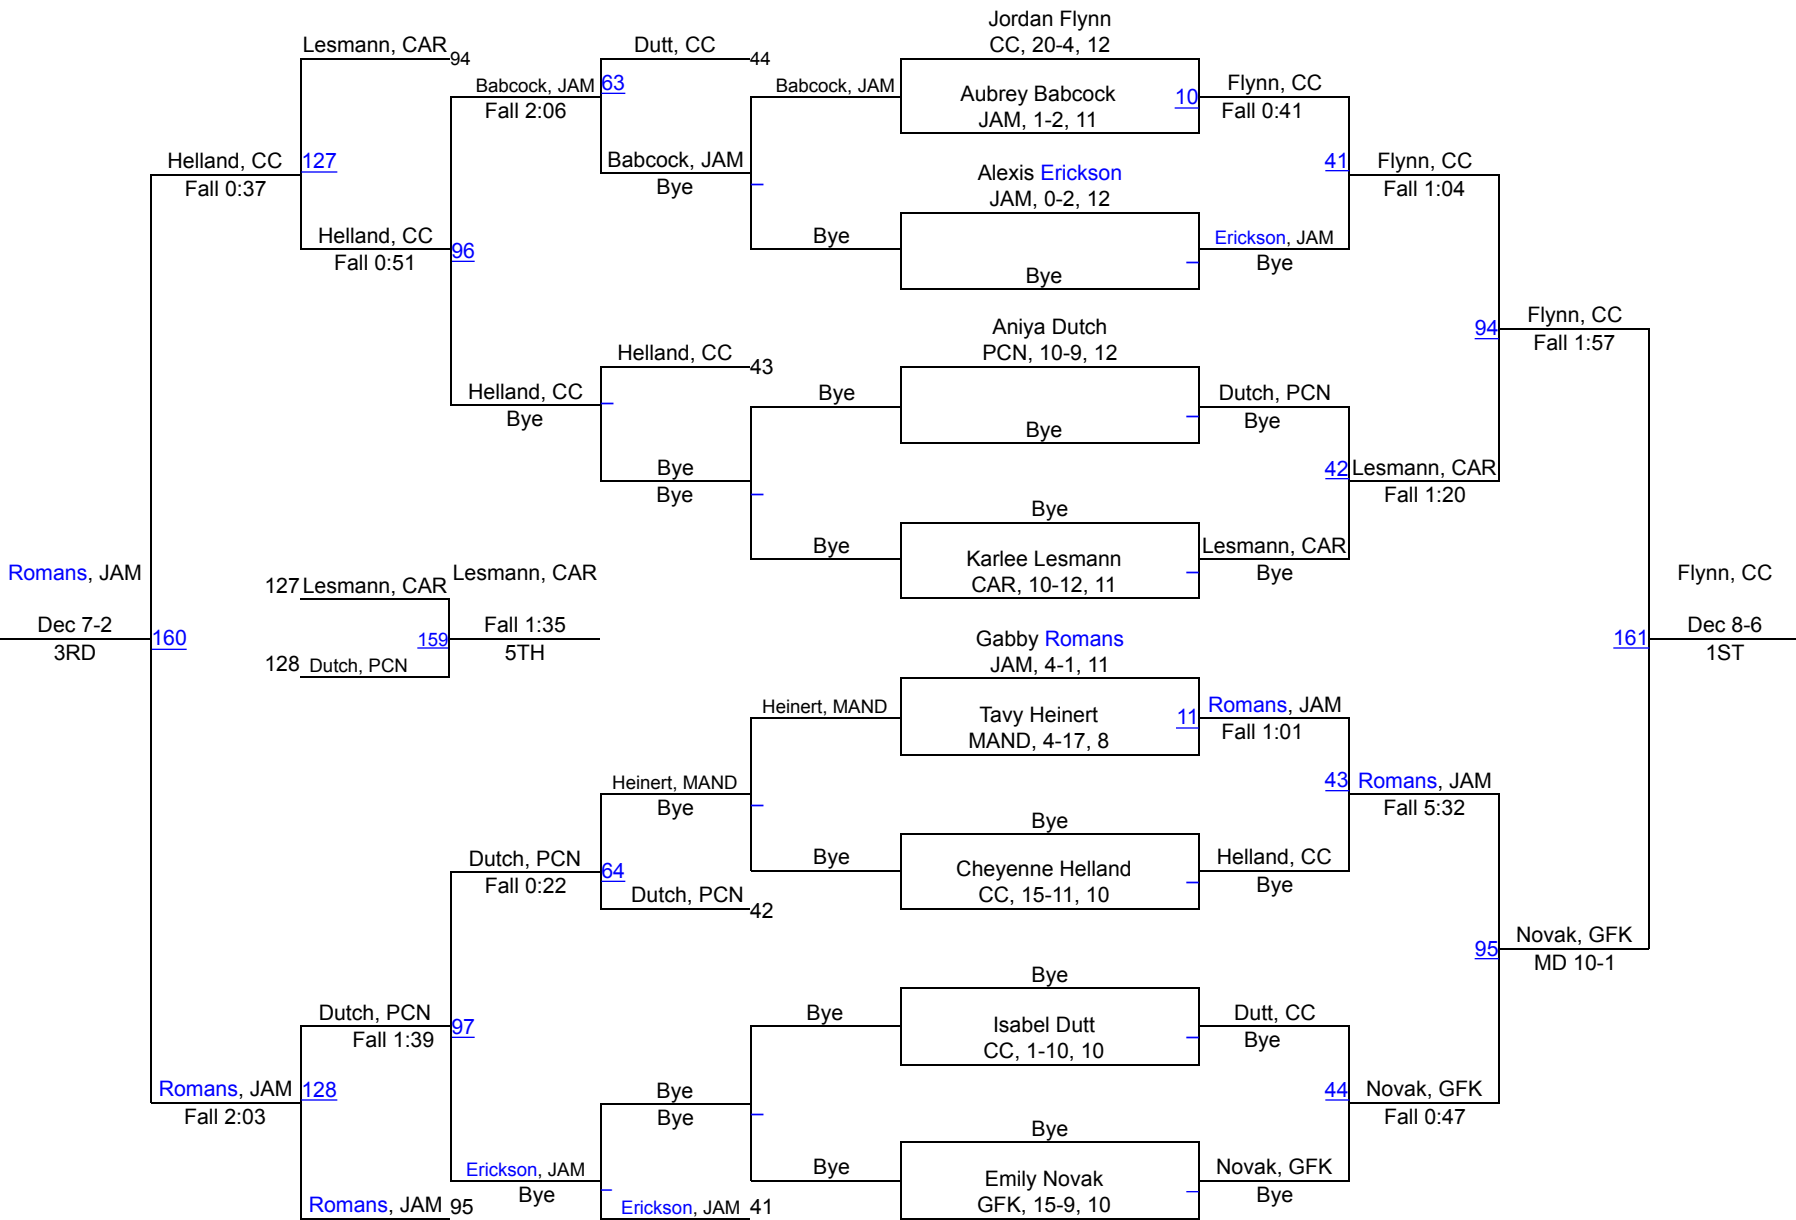 Jordan Flynn
CC, 20-4, 12
Lesmann, CAR
94
Dutt, CC
44
Babcock, JAM
63
Fall 2:06
Babcock, JAM
Aubrey Babcock
JAM, 1-2, 11
10
Flynn, CC
Fall 0:41
Helland, CC
127
Fall 0:37
Babcock, JAM
Bye
Alexis Erickson
JAM, 0-2, 12
41
Flynn, CC
Fall 1:04
Helland, CC
96
Fall 0:51
Bye
Bye
Erickson, JAM
Bye
Aniya Dutch
PCN, 10-9, 12
94
Flynn, CC
Fall 1:57
Helland, CC
43
Helland, CC
Bye
Bye
Bye
Dutch, PCN
Bye
Bye
Bye
42
Lesmann, CAR
Fall 1:20
Bye
Bye
Karlee Lesmann
CAR, 10-12, 11
Lesmann, CAR
Bye
Romans, JAM
Dec 7-2
3RD
160
127
Lesmann, CAR
Lesmann, CAR
159
Fall 1:35
5TH
128
Dutch, PCN
Flynn, CC
161
Dec 8-6
1ST
Gabby Romans
JAM, 4-1, 11
Heinert, MAND
Tavy Heinert
MAND, 4-17, 8
11
Romans, JAM
Fall 1:01
Heinert, MAND
Bye
43
Romans, JAM
Fall 5:32
Dutch, PCN
64
Fall 0:22
Dutch, PCN
42
Bye
Bye
Cheyenne Helland
CC, 15-11, 10
Helland, CC
Bye
95
Novak, GFK
MD 10-1
Dutch, PCN
97
Fall 1:39
Bye
Bye
Isabel Dutt
CC, 1-10, 10
Dutt, CC
Bye
Romans, JAM
128
Fall 2:03
Bye
Bye
44
Novak, GFK
Fall 0:47
Erickson, JAM
Bye
Bye
Bye
Emily Novak
GFK, 15-9, 10
Novak, GFK
Bye
Romans, JAM
95
Erickson, JAM
41